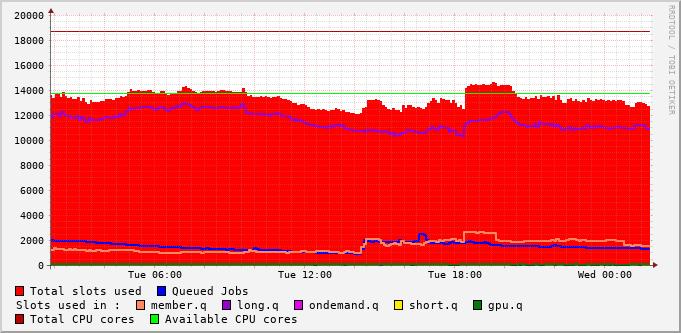 RRDTOOL / TOBI OETIKER
20000
18000
16000
14000
12000
10000
8000
6000
4000
2000
0
Tue 06:00 Tue 12:00 Tue 18:00 Wed 00:00
Total slots used Queued Jobs
Slots used in : member.q long.q ondemand.q short.q gpu.q
Total CPU cores Available CPU cores